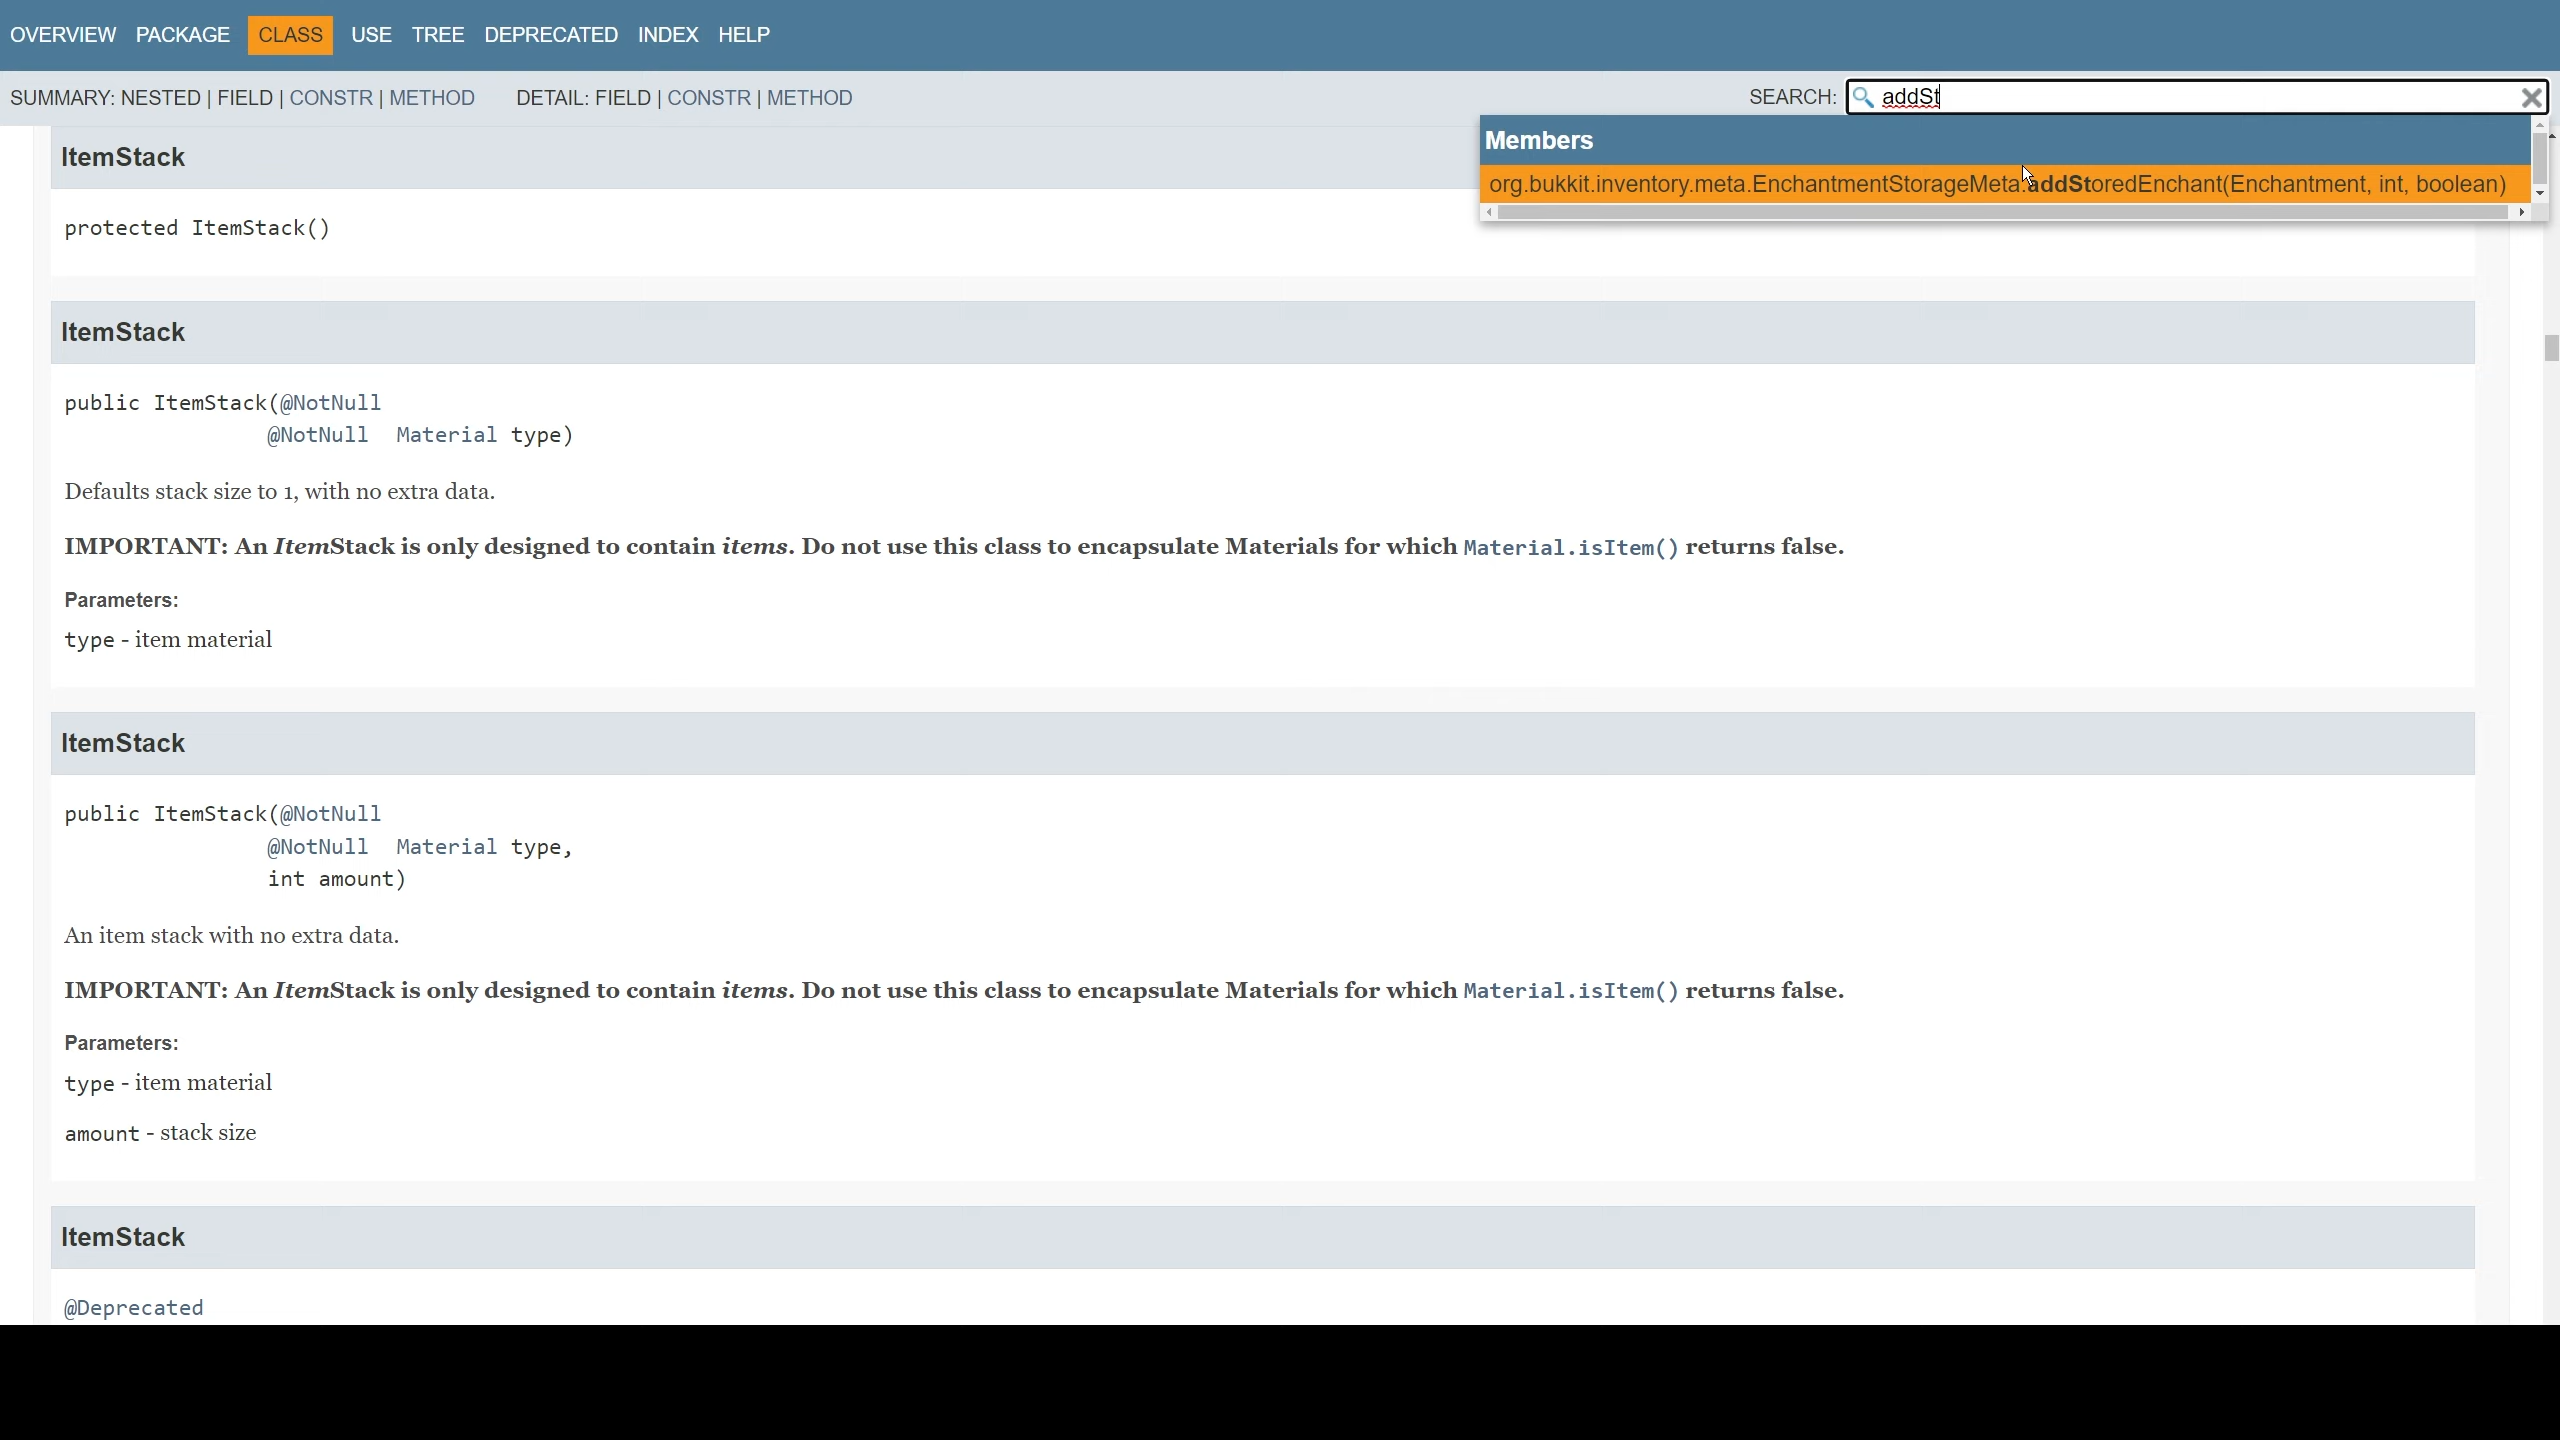 OVERVIEW PACKAGE CLASS USE TREE DEPRECATED INDEX HELP
SUMMARY: NESTED | FIELD | CONSTR | METHOD DETAIL: FIELD | CONSTR | METHOD SEARCH: addSt
Members
org.bukkit.inventory.meta.EnchantmentStorageMeta.addStoredEnchant(Enchantment, int, boolean)
ItemStack
protected ItemStack()
ItemStack
public ItemStack(@NotNull
@NotNull Material type)
Defaults stack size to 1, with no extra data.
IMPORTANT: An ItemStack is only designed to contain items. Do not use this class to encapsulate Materials for which Material.isItem() returns false.
Parameters:
type - item material
ItemStack
public ItemStack(@NotNull
@NotNull Material type,
int amount)
An item stack with no extra data.
IMPORTANT: An ItemStack is only designed to contain items. Do not use this class to encapsulate Materials for which Material.isItem() returns false.
Parameters:
type - item material
amount - stack size
ItemStack
@Deprecated